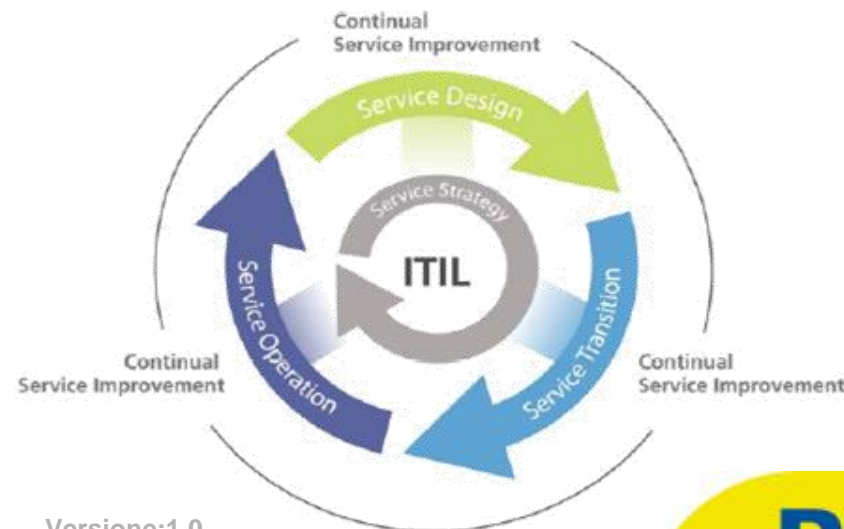 Continual
Service Improvement
Service Design
Service Strategy
ITIL
Service Operation
Service Transition
Continual
Service Improvement
Continual
Service Improvement
Versione:1.0